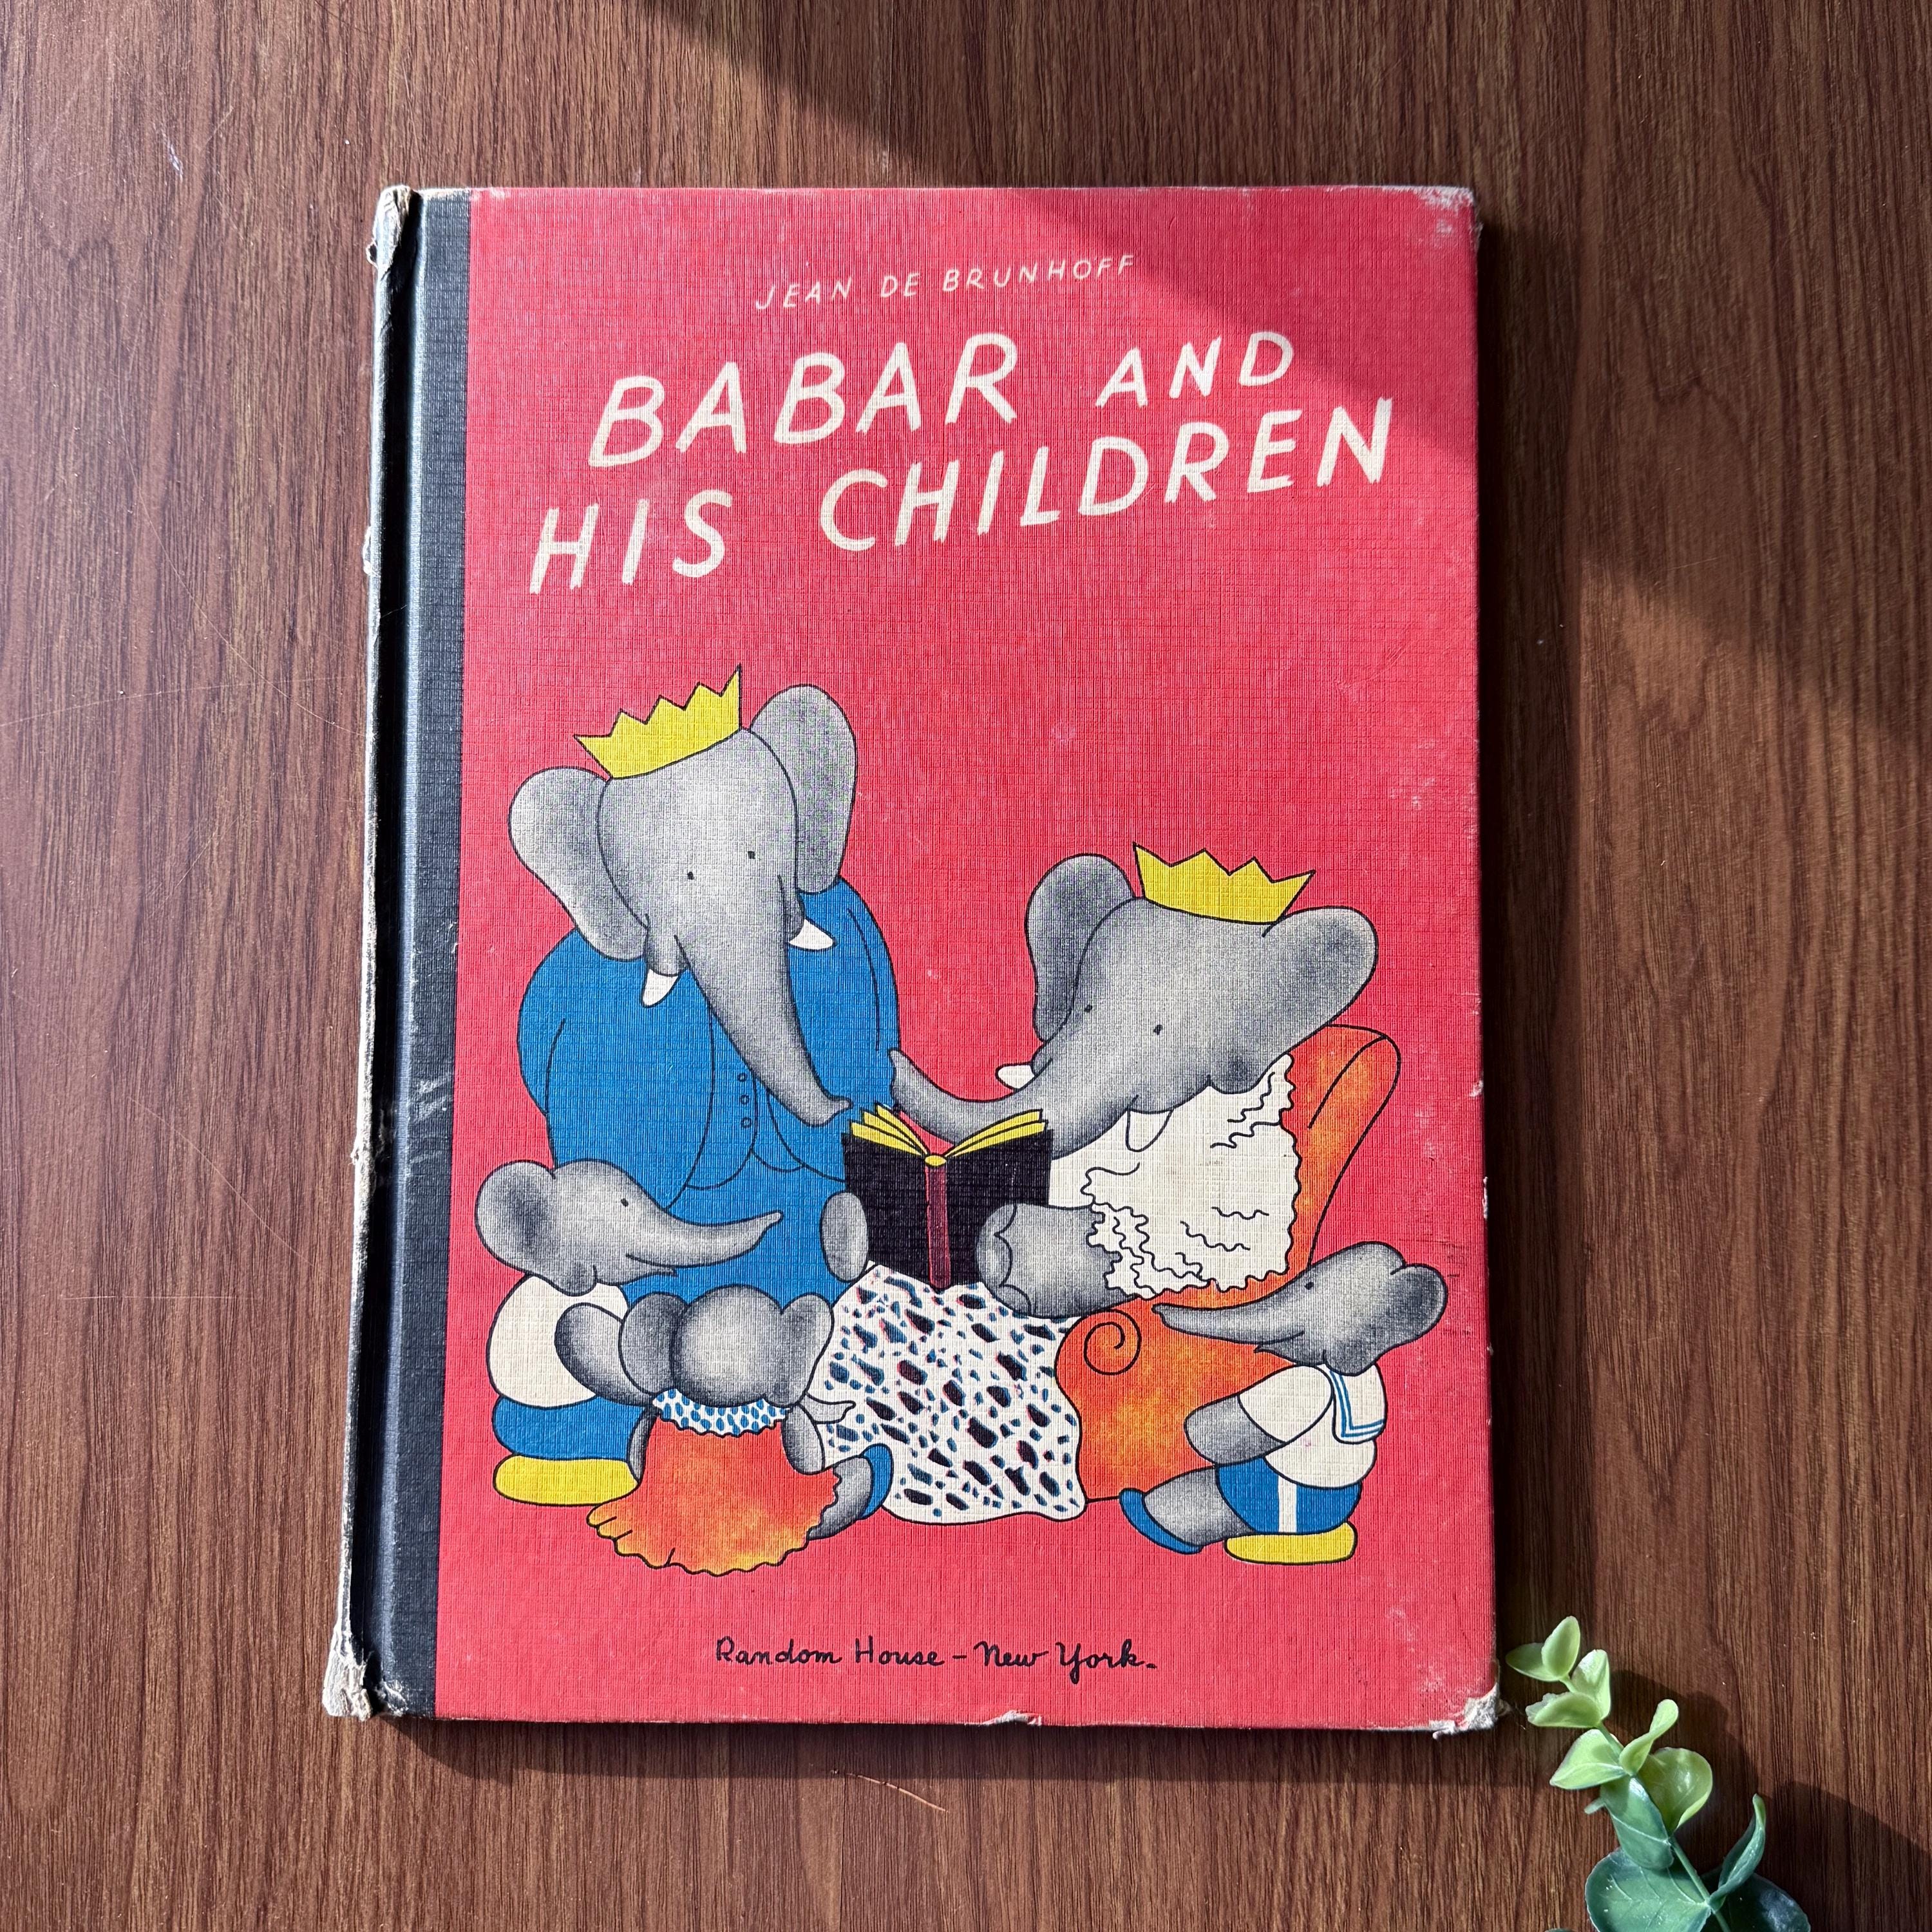 JEAN DE BRUNHOFF
BABAR AND
HIS CHILDREN
Random House – New York.